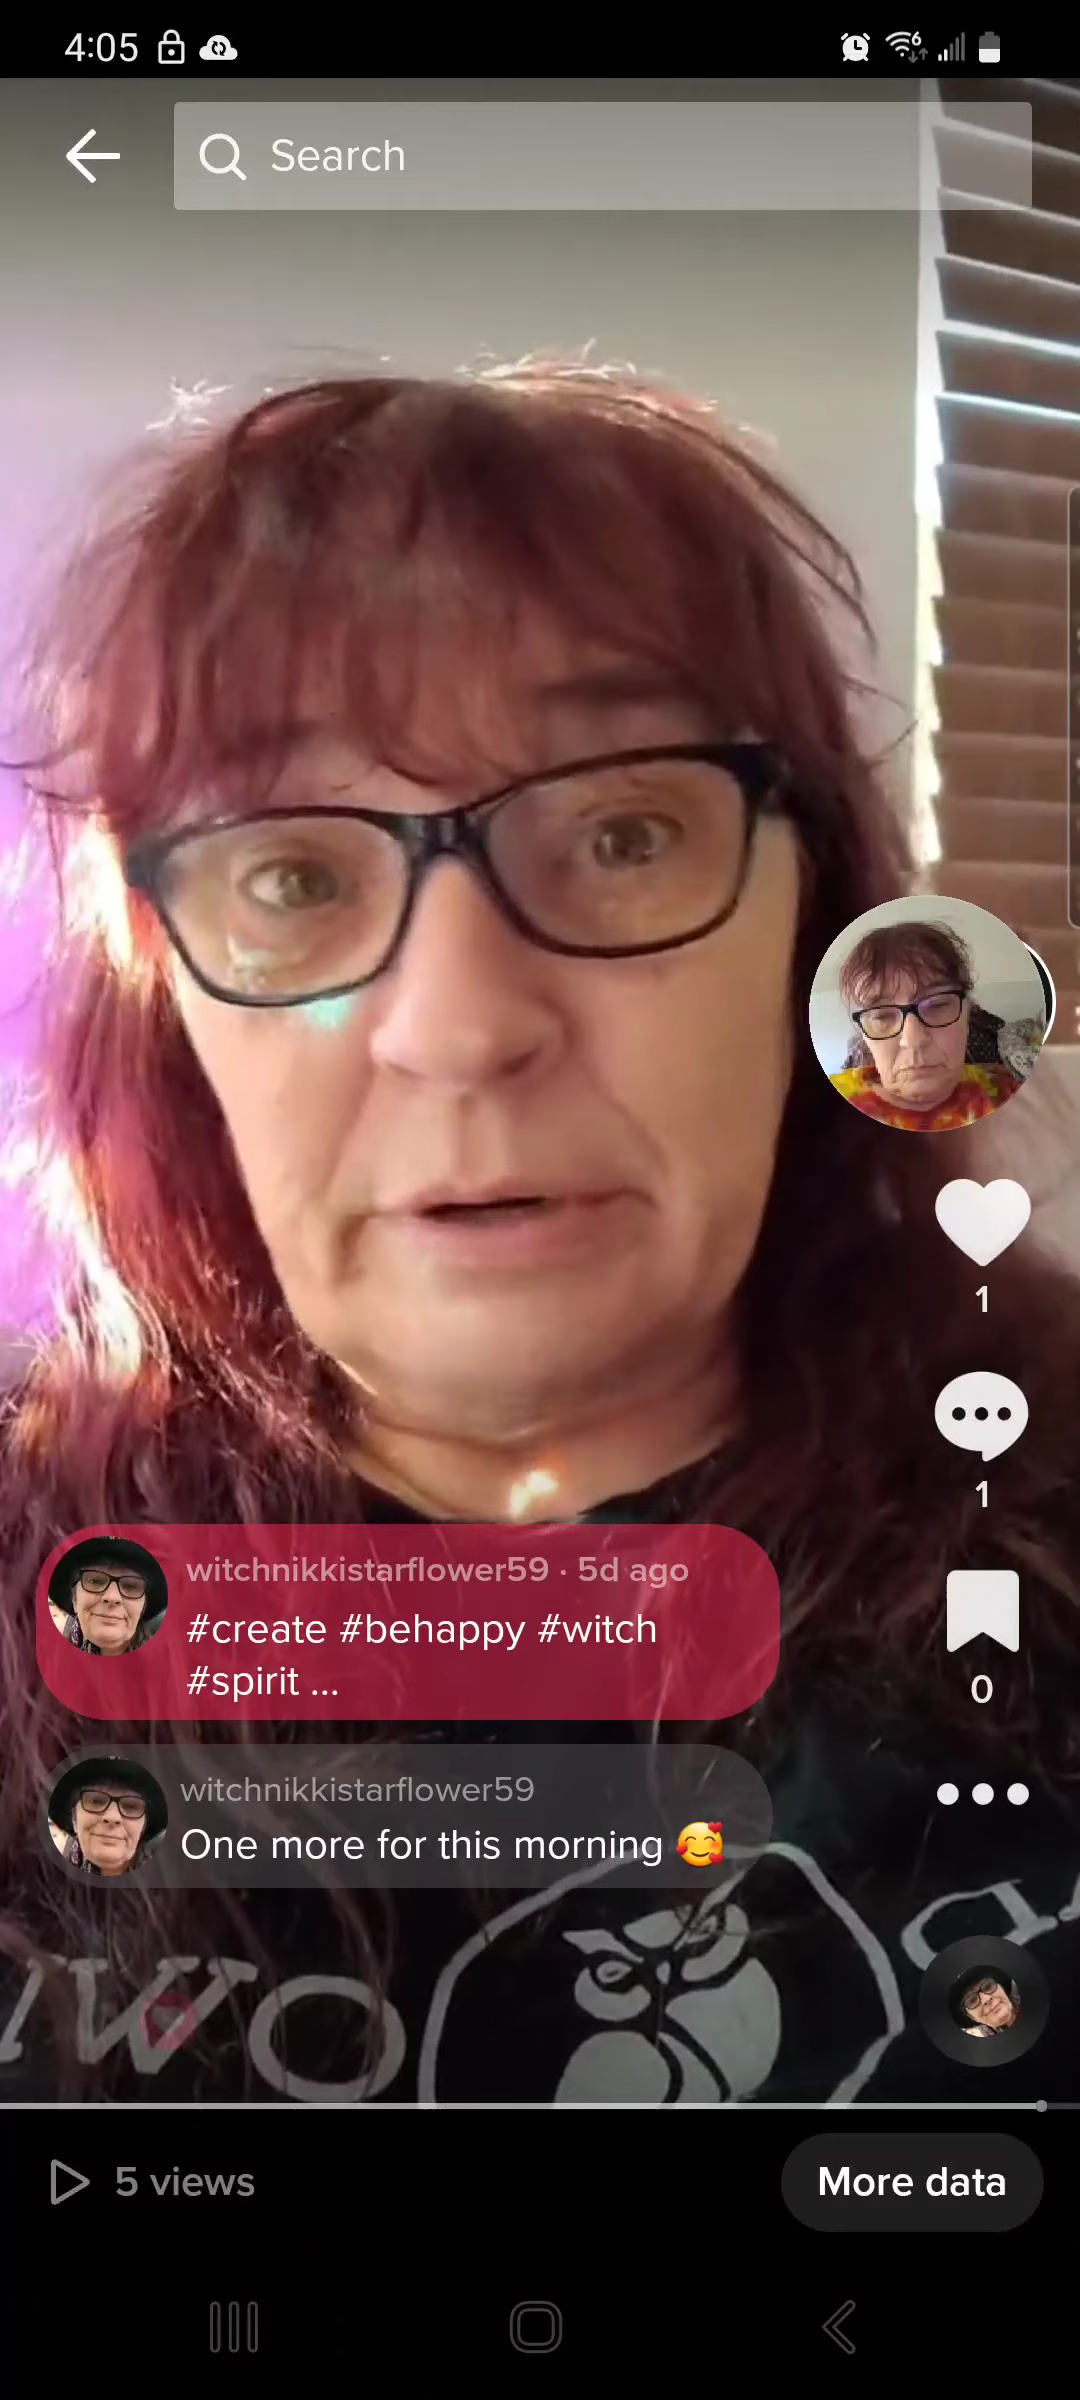 4:05
6
Search
1
1
witchnikkistarflower59 · 5d ago
#create #behappy #witch
#spirit ...
0
witchnikkistarflower59
One more for this morning 🥰
5 views
More data